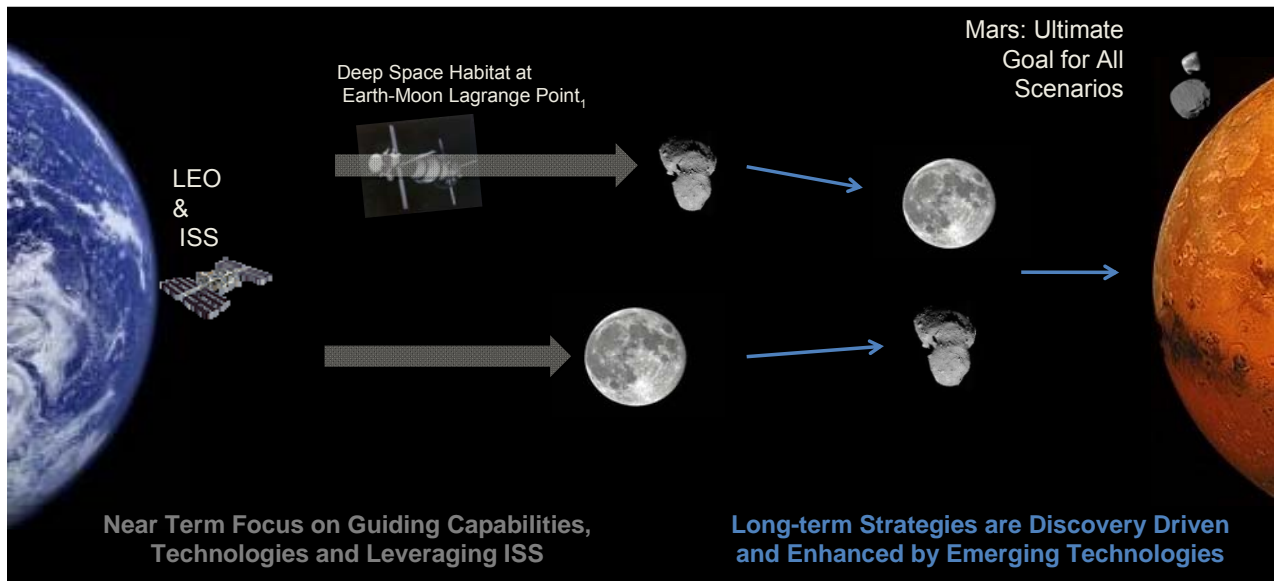 Mars: Ultimate
Goal for All
Scenarios
Deep Space Habitat at
Earth-Moon Lagrange Point₁
LEO
&
ISS
Near Term Focus on Guiding Capabilities,
Technologies and Leveraging ISS
Long-term Strategies are Discovery Driven
and Enhanced by Emerging Technologies